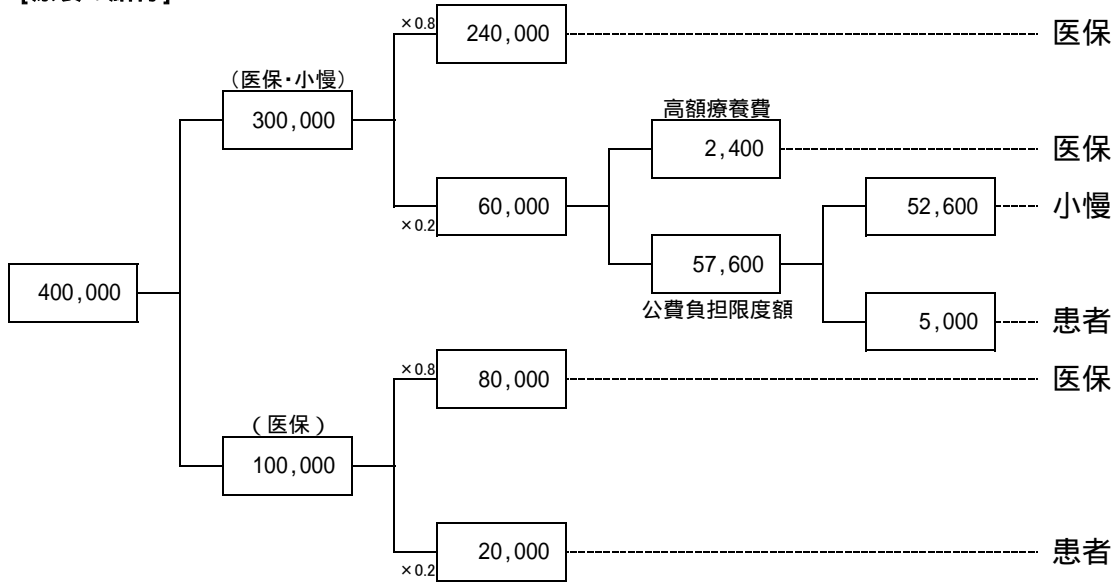 ×0.8
240,000
医保
(医保・小慢)
300,000
高額療養費
2,400
医保
60,000
×0.2
52,600
小慢
57,600
公費負担限度額
400,000
5,000
患者
×0.8
80,000
医保
(医保)
100,000
20,000
×0.2
患者